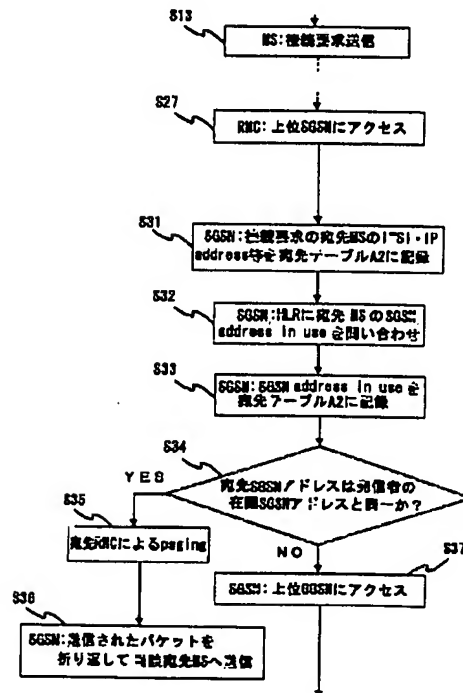 S13
MS:接続要求送信
S27
RNC:上位SGSNにアクセス
S31
SGSN:接続要求の宛先MSのIMSI・IP
address等を宛先テーブルA2に記録
S32
SGSN:HLRに宛先MSのSGSN
address in useを問い合わせ
S33
SGSN:SGSN address in useを
宛先テーブルA2に記録
S34
宛先SGSNアドレスは発信者の
在圏SGSNアドレスと同一か?
YES
NO
S35
宛先RNCによるpaging
S37
SGSN:上位GGSNにアクセス
S36
SGSN:送信されたパケットを
折り返して当該宛先MSへ送信